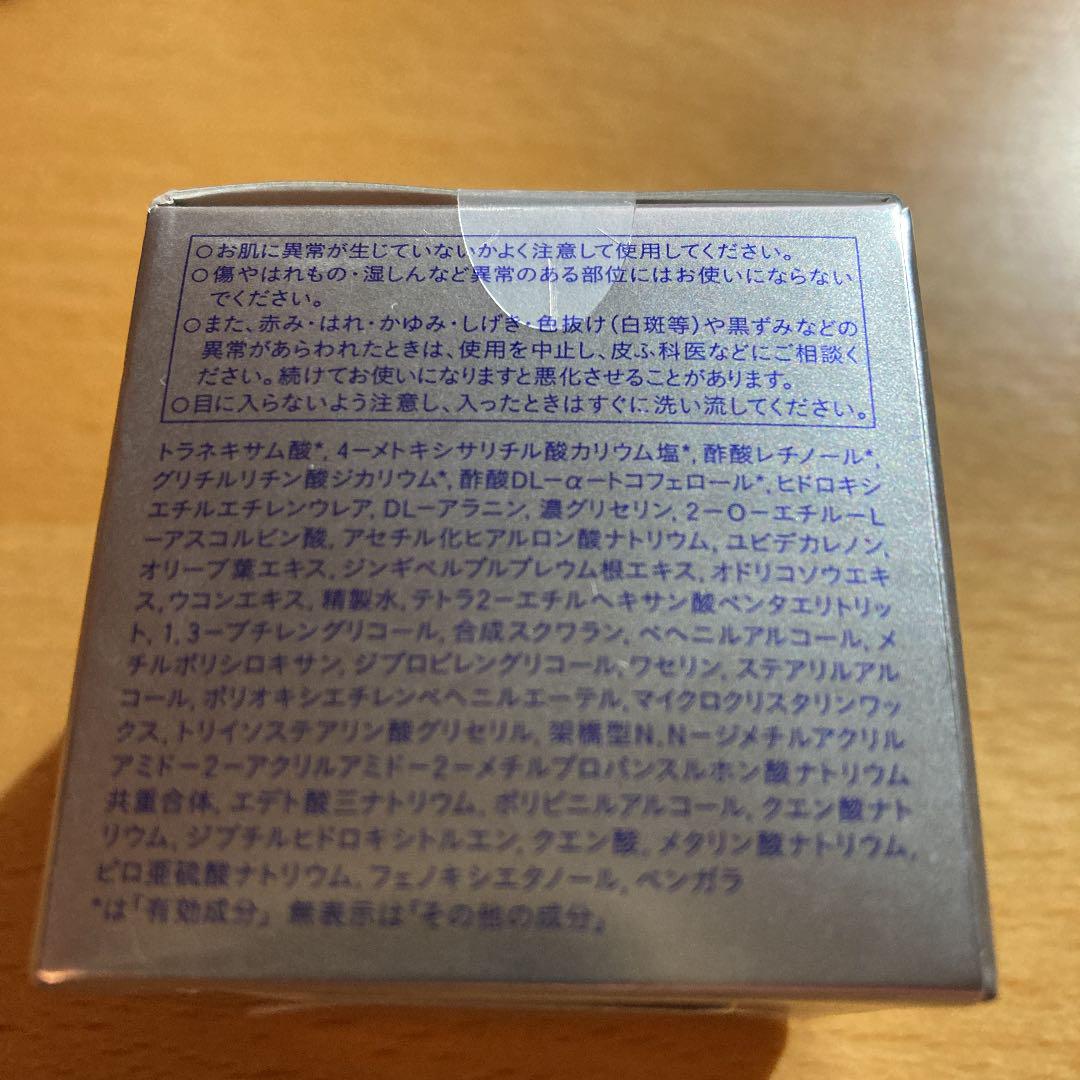 ○お肌に異常が生じていないかよく注意して使用してください。
○傷やはれもの・湿しんなど異常のある部位にはお使いにならない
でください。
○また、赤み・はれ・かゆみ・しげき・色抜け(白斑等)や黒ずみなどの
異常があらわれたときは、使用を中止し、皮ふ科医などにご相談く
ださい。続けてお使いになりますと悪化させることがあります。
○目に入らないよう注意し、入ったときはすぐに洗い流してください。
トラネキサム酸*, 4ーメトキシサリチル酸カリウム塩*, 酢酸レチノール*,
グリチルリチン酸ジカリウム*, 酢酸DLーαートコフェロール*, ヒドロキシ
エチルエチレンウレア, DLーアラニン, 濃グリセリン, 2ーOーエチルーL
ーアスコルビン酸, アセチル化ヒアルロン酸ナトリウム, ユビデカレノン,
オリーブ葉エキス, ジンギベルプルプレウム根エキス, オドリコソウエキ
ス, ウコンエキス, 精製水, テトラ2ーエチルヘキサン酸ペンタエリトリッ
ト, 1, 3ーブチレングリコール, 合成スクワラン, ベヘニルアルコール, メ
チルポリシロキサン, ジプロピレングリコール, ワセリン, ステアリルアル
コール, ポリオキシエチレンベヘニルエーテル, マイクロクリスタリンワッ
クス, トリイソステアリン酸グリセリル, 架橋型N, Nージメチルアクリル
アミドー2ーアクリルアミドー2ーメチルプロパンスルホン酸ナトリウム
共重合体, エデト酸三ナトリウム, ポリビニルアルコール, クエン酸ナト
リウム, ジブチルヒドロキシトルエン, クエン酸, メタリン酸ナトリウム,
ピロ亜硫酸ナトリウム, フェノキシエタノール, ベンガラ
*は「有効成分」無表示は「その他の成分」